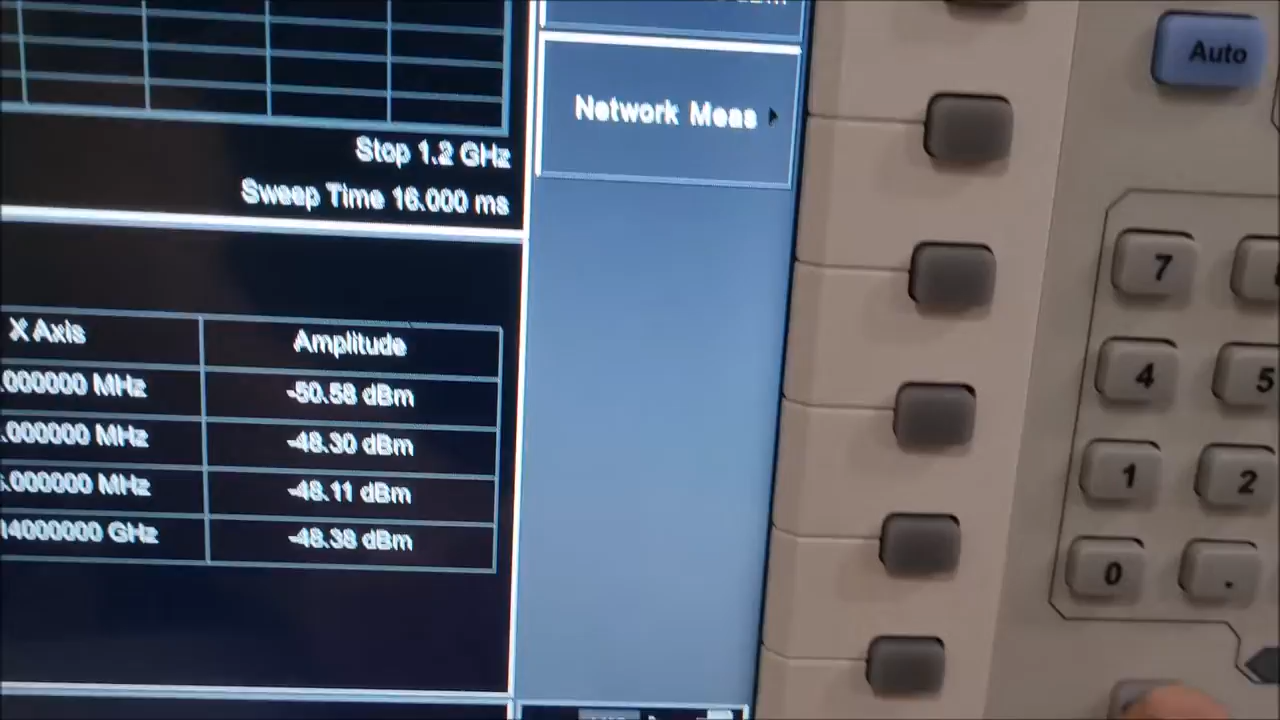 Auto
Network Meas
Stop 1.2 GHz
Sweep Time 16.000 ms
7
X Axis Amplitude
.000000 MHz -50.58 dBm
4 5
.000000 MHz -48.30 dBm
1 2
.000000 MHz -48.11 dBm
14000000 GHz -48.38 dBm
0 .